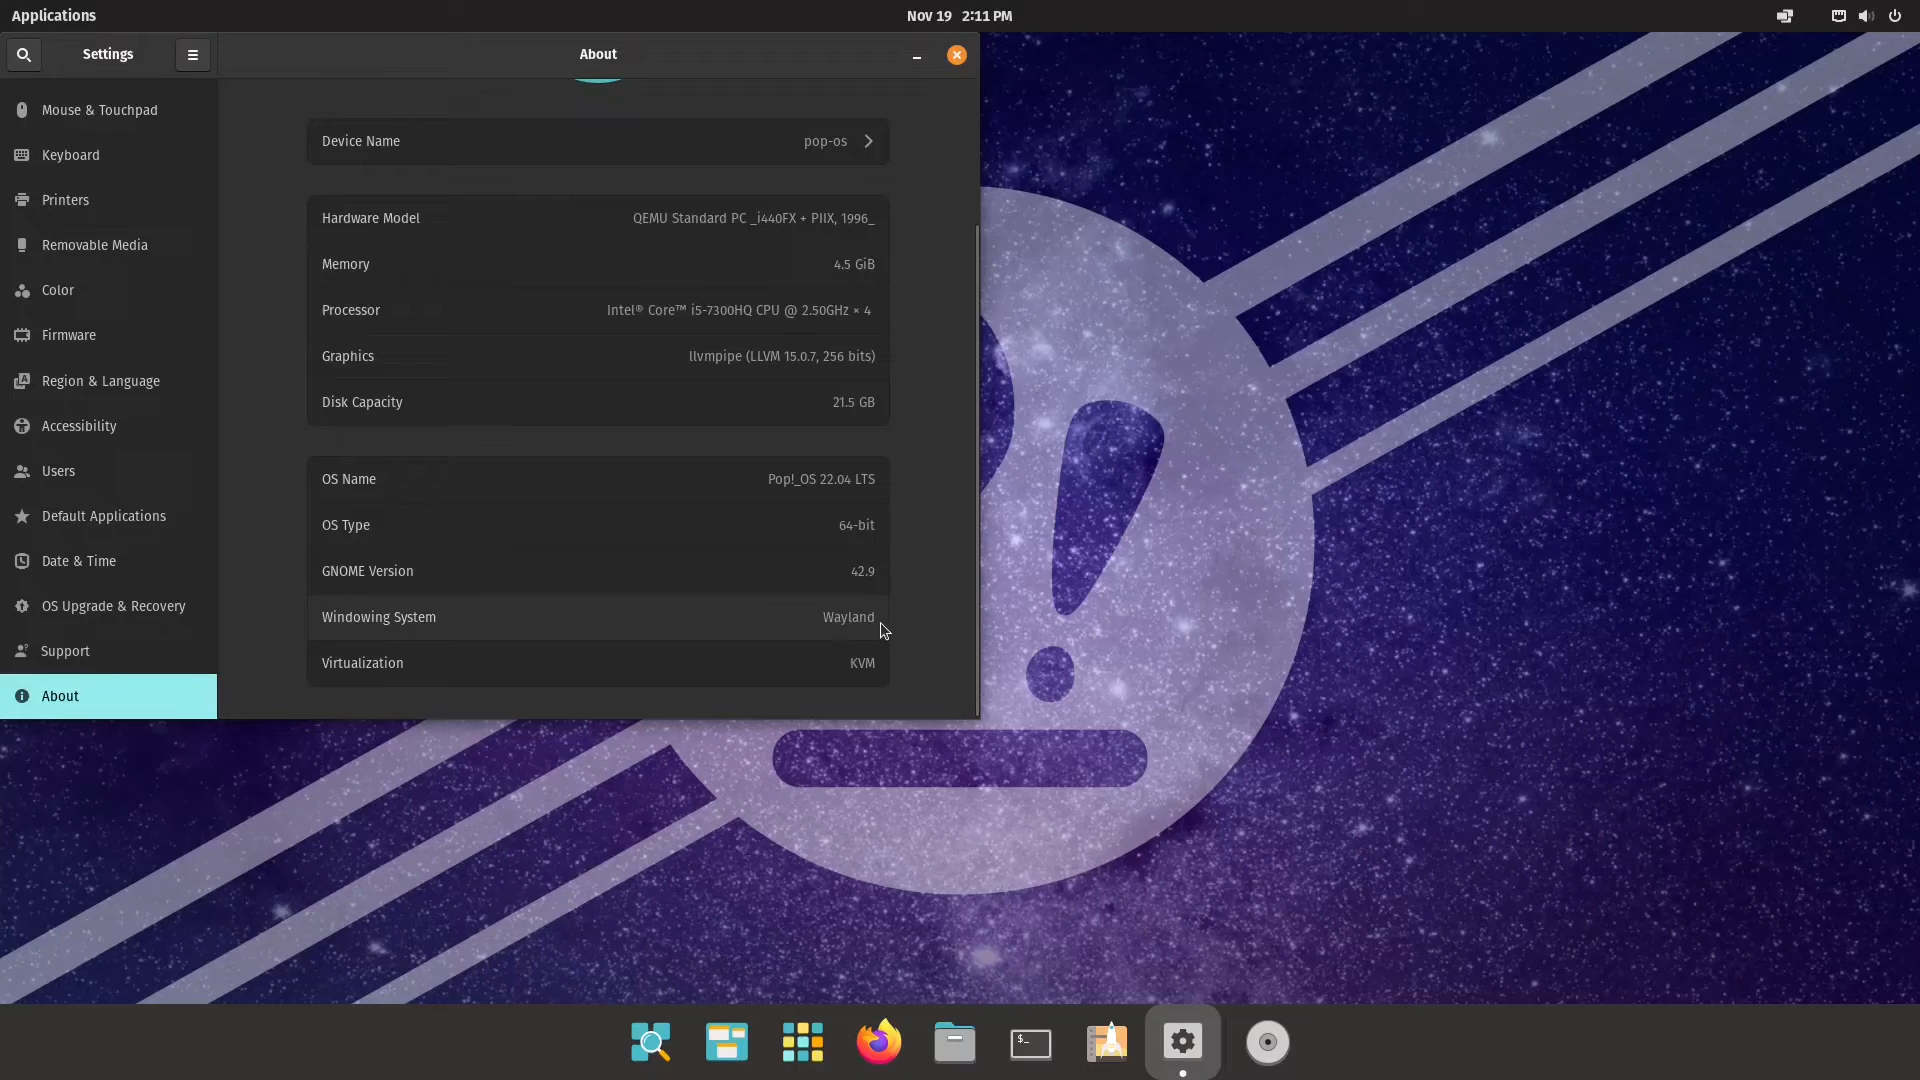 Applications
Nov 19 2:11 PM
Settings
About
Mouse & Touchpad
Keyboard
Printers
Removable Media
Color
Firmware
Region & Language
Accessibility
Users
Default Applications
Date & Time
OS Upgrade & Recovery
Support
About
Device Name pop-os
Hardware Model QEMU Standard PC _i440FX + PIIX, 1996_
Memory 4.5 GiB
Processor Intel® Core™ i5-7300HQ CPU @ 2.50GHz × 4
Graphics llvmpipe (LLVM 15.0.7, 256 bits)
Disk Capacity 21.5 GB
OS Name Pop!_OS 22.04 LTS
OS Type 64-bit
GNOME Version 42.9
Windowing System Wayland
Virtualization KVM
$_